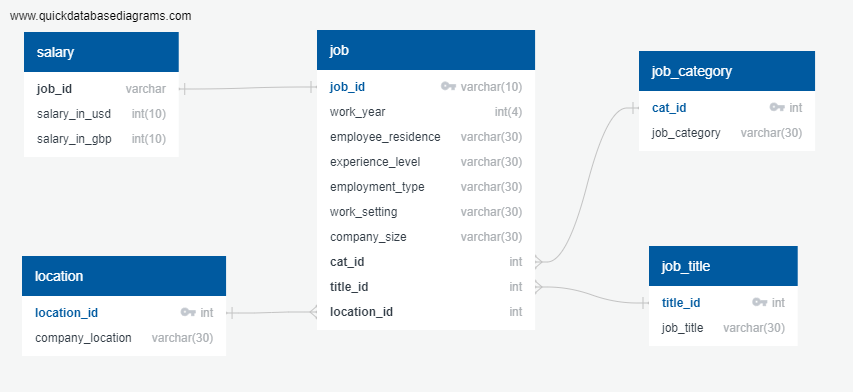 www.quickdatabasediagrams.com
salary
job_id varchar
salary_in_usd int(10)
salary_in_gbp int(10)
job
job_id varchar(10)
work_year int(4)
employee_residence varchar(30)
experience_level varchar(30)
employment_type varchar(30)
work_setting varchar(30)
company_size varchar(30)
cat_id int
title_id int
location_id int
job_category
cat_id int
job_category varchar(30)
location
location_id int
company_location varchar(30)
job_title
title_id int
job_title varchar(30)